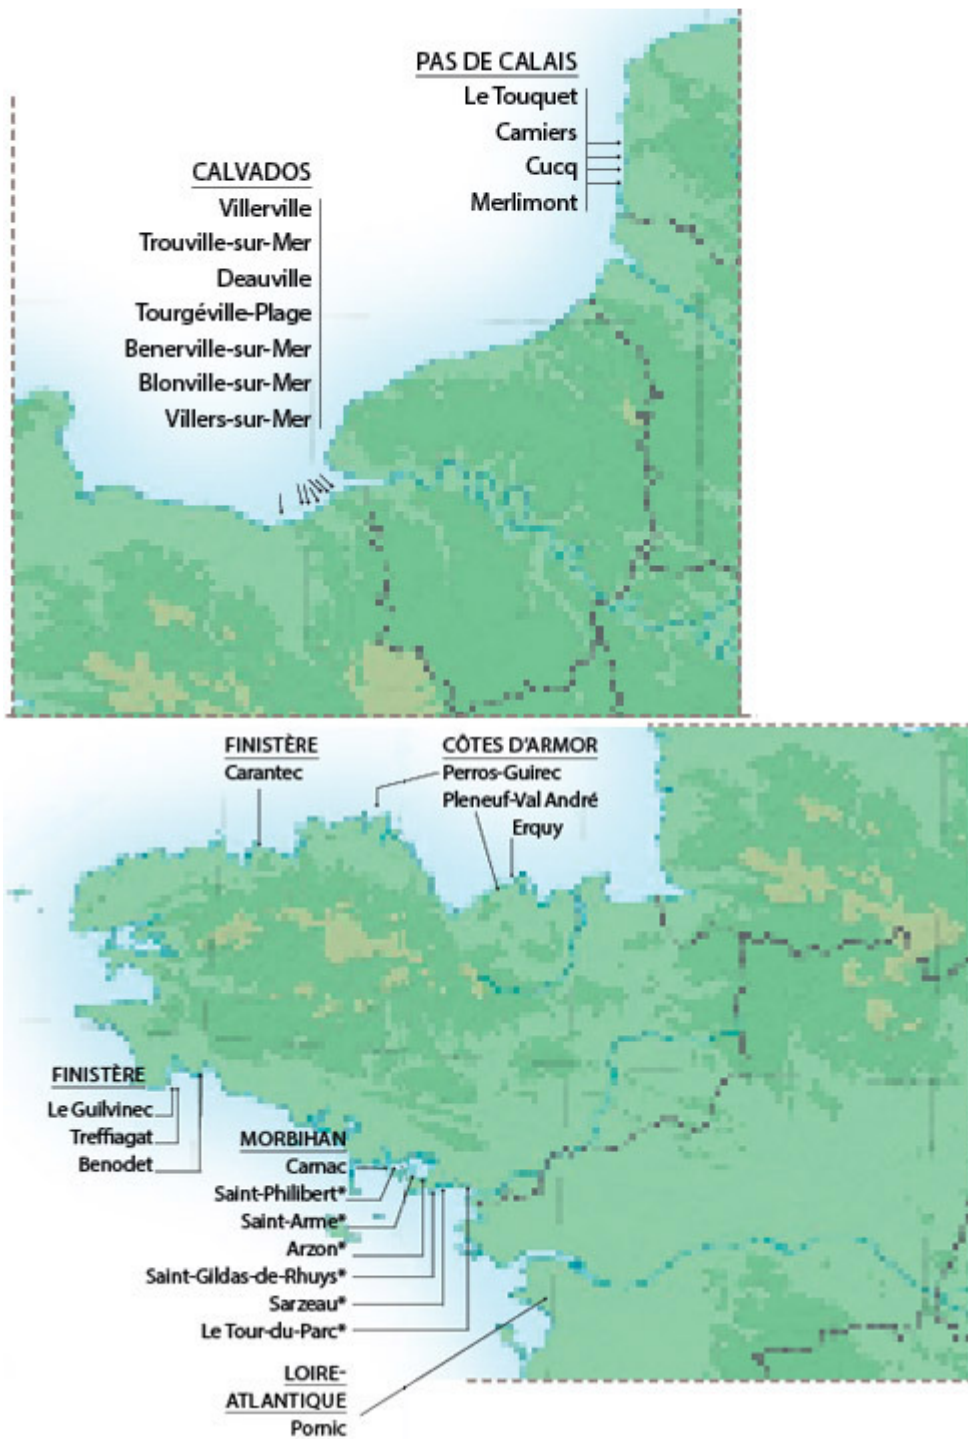 PAS DE CALAIS
Le Touquet
Camiers
Cucq
Merlimont
CALVADOS
Villerville
Trouville-sur-Mer
Deauville
Tourgéville-Plage
Benerville-sur-Mer
Blonville-sur-Mer
Villers-sur-Mer
FINISTÈRE
Carantec
CÔTES D'ARMOR
Perros-Guirec
Pleneuf-Val André
Erquy
FINISTÈRE
Le Guilvinec
Treffiagat
Benodet
MORBIHAN
Carnac
Saint-Philibert*
Saint-Arme*
Arzon*
Saint-Gildas-de-Rhuys*
Sarzeau*
Le Tour-du-Parc*
LOIRE-
ATLANTIQUE
Pornic